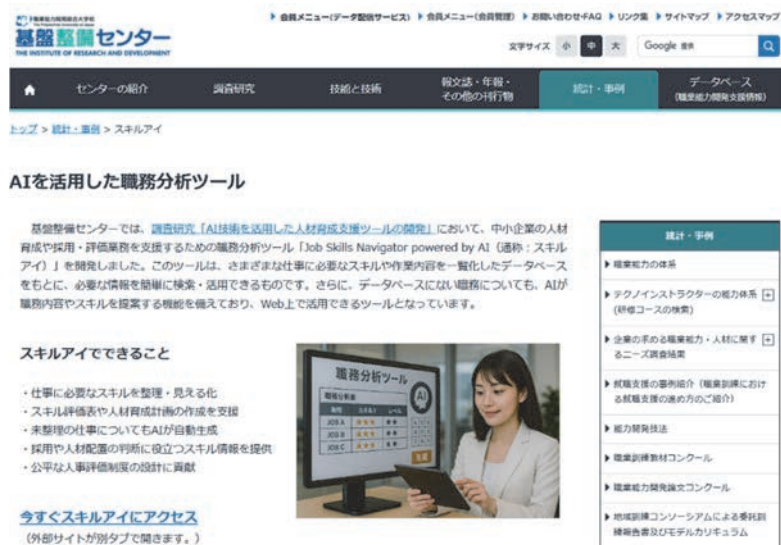 職業能力開発総合大学校
基盤整備センター
THE INSTITUTE OF RESEARCH AND DEVELOPMENT
会員メニュー(データ配信サービス) 会員メニュー(会員管理) お問い合わせ・FAQ リンク集 サイトマップ アクセスマップ
文字サイズ 小 中 大 Google 検索
センターの紹介 調査研究 技能と技術 報文誌・年報・ 統計・事例 データベース
その他の刊行物 (職業能力開発支援情報)
トップ > 統計・事例 > スキルアイ
AIを活用した職務分析ツール
基盤整備センターでは、調査研究「AI技術を活用した人材育成支援ツールの開発」において、中小企業の人材
育成や採用・評価業務を支援するための職務分析ツール「Job Skills Navigator powered by AI（通称：スキル
アイ）」を開発しました。このツールは、さまざまな仕事に必要なスキルや作業内容を一覧化したデータベース
をもとに、必要な情報を簡単に検索・活用できるものです。さらに、データベースにない職務についても、AIが
職務内容やスキルを提案する機能を備えており、Web上で活用できるツールとなっています。
スキルアイでできること
・仕事に必要なスキルを整理・見える化
・スキル評価表や人材育成計画の作成を支援
・未整理の仕事についてもAIが自動生成
・採用や人材配置の判断に役立つスキル情報を提供
・公平な人事評価制度の設計に貢献
今すぐスキルアイにアクセス
（外部サイトが別タブで開きます。）
職務分析ツール
AI
JOB A
JOB B
JOB C
統計・事例
職業能力の体系
テクノインストラクターの能力体系
(研修コースの検索)
企業の求める職業能力・人材に関す
るニーズ調査結果
就職支援の事例紹介（職業訓練におけ
る就職支援の進め方のご紹介）
能力開発技法
職業訓練教材コンクール
職業能力開発論文コンクール
地域訓練コンソーシアムによる委託訓
練報告書及びモデルカリキュラム